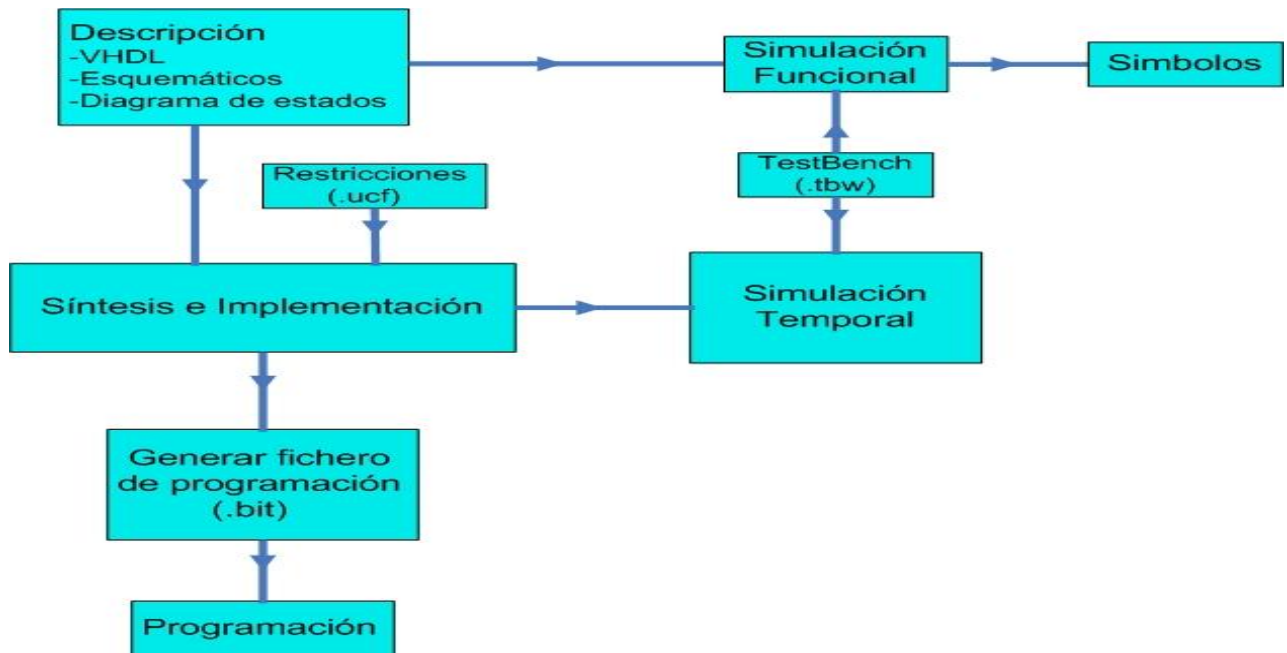 Descripción
-VHDL
-Esquemáticos
-Diagrama de estados
Simulación
Funcional
Simbolos
Restricciones
(.ucf)
TestBench
(.tbw)
Síntesis e Implementación
Simulación
Temporal
Generar fichero
de programación
(.bit)
Programación